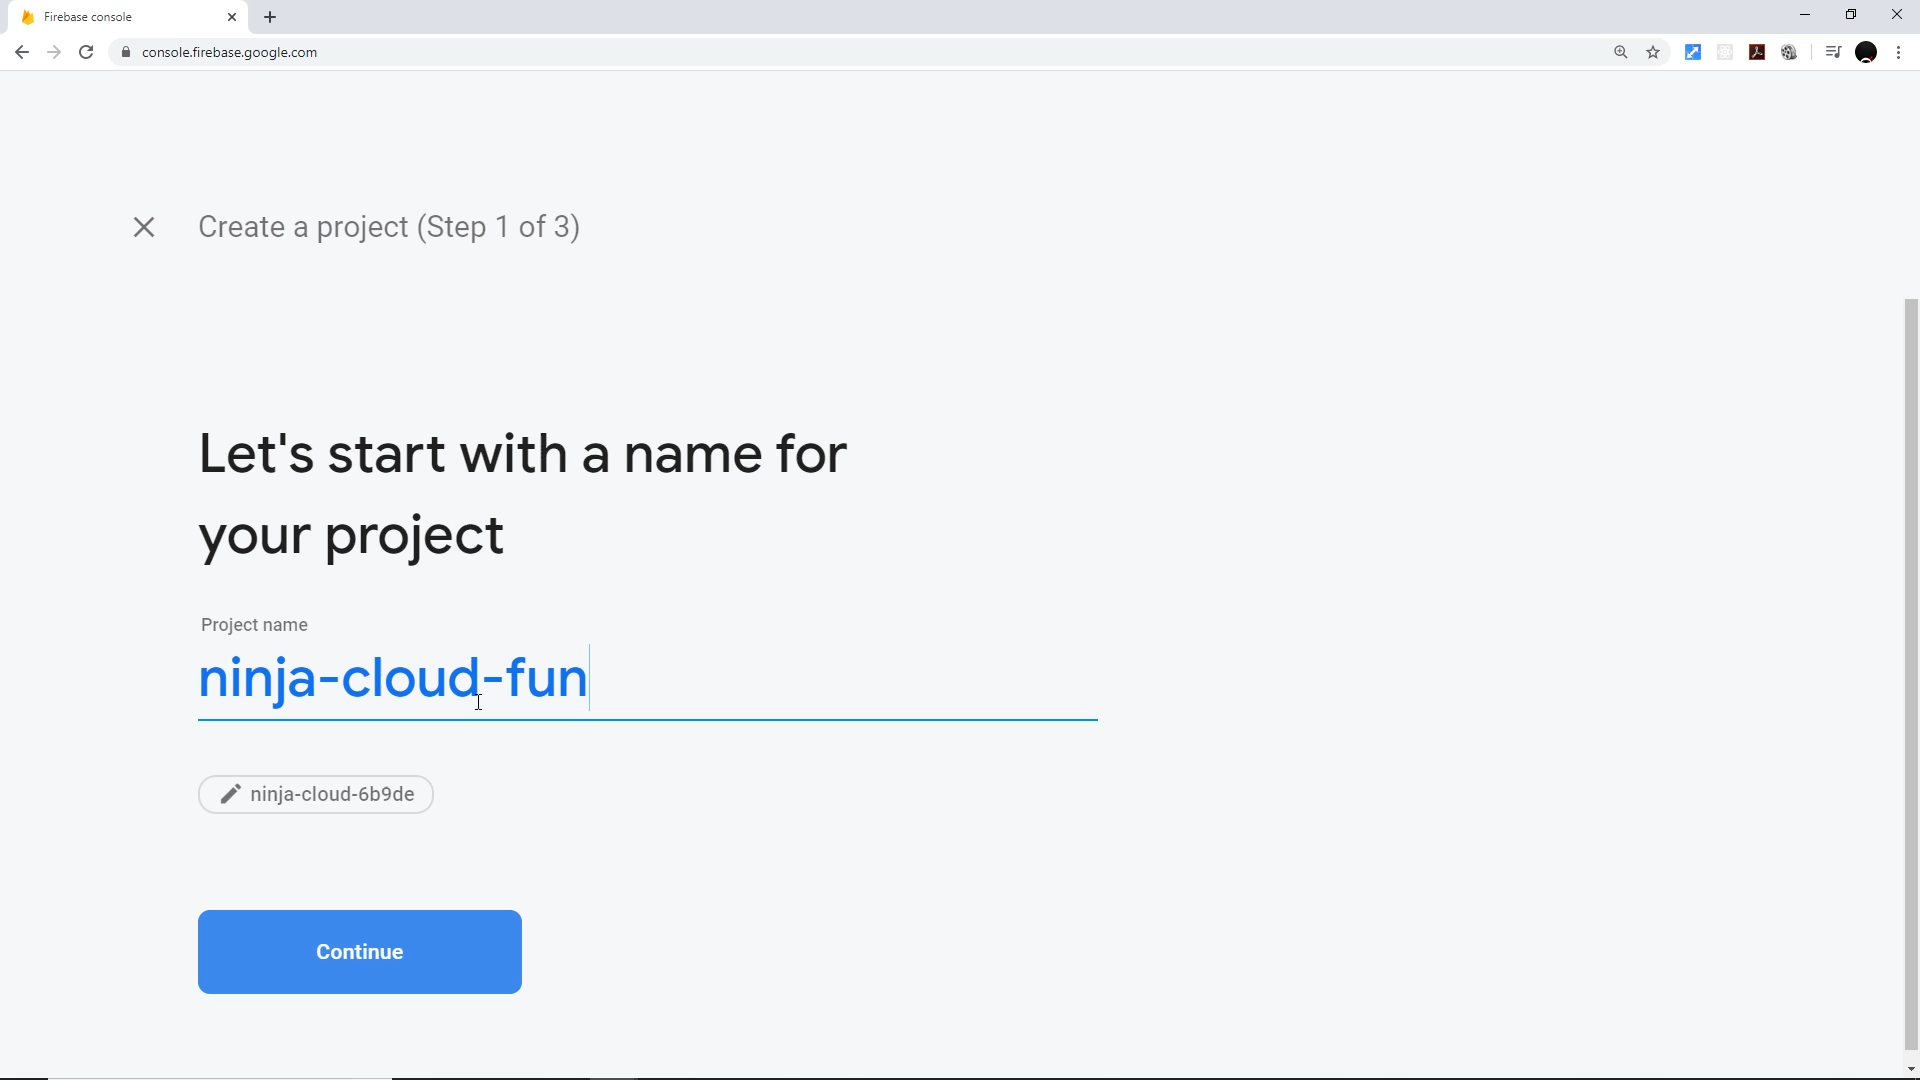 Firebase console
console.firebase.google.com
Create a project (Step 1 of 3)
Let's start with a name for
your project
Project name
ninja-cloud-fun
ninja-cloud-6b9de
Continue